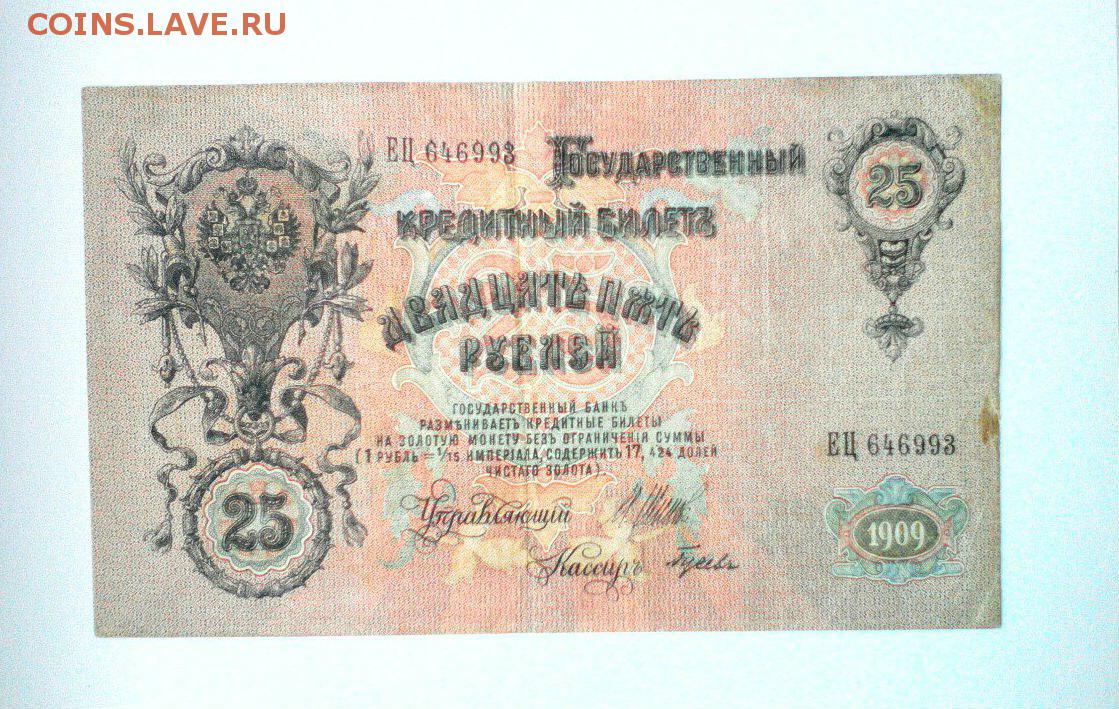 COINS.LAVE.RU
ЕЦ 646993
Государственный
кредитный билетъ
двадцать пять
рублей
25
25
Государственный банкъ
размѣниваетъ кредитные билеты
на золотую монету безъ ограниченія суммы
(1 рубль = 1/15 империала, содержитъ 17, 424 долей
чистаго золота)
ЕЦ 646993
25
Управляющій
1909
Кассиръ